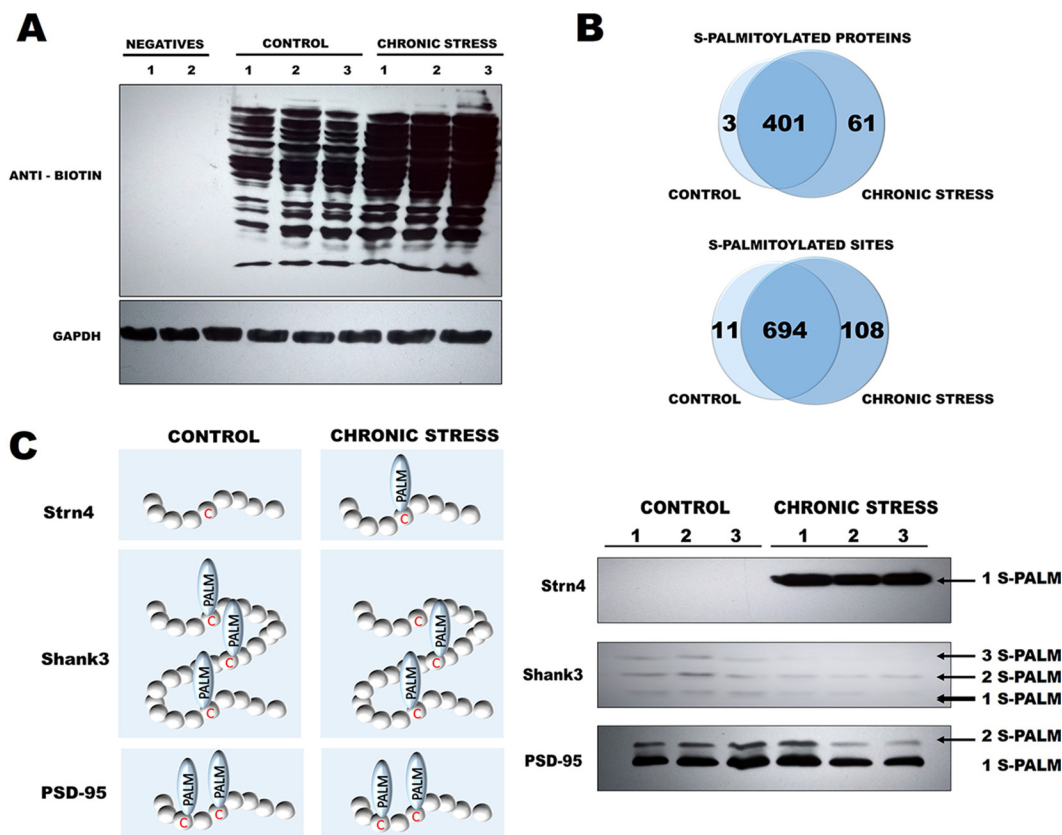 A
NEGATIVES CONTROL CHRONIC STRESS
1 2 1 2 3 1 2 3
ANTI - BIOTIN
GAPDH
B
S-PALMITOYLATED PROTEINS
3 401 61
CONTROL CHRONIC STRESS
S-PALMITOYLATED SITES
11 694 108
CONTROL CHRONIC STRESS
C
CONTROL CHRONIC STRESS
Strn4
C
PALM
C
Shank3
PALM
C
PALM
C
PALM
C
C
PALM
C
PALM
C
PSD-95
PALM PALM
C C
PALM PALM
C C
CONTROL CHRONIC STRESS
1 2 3 1 2 3
Strn4
1 S-PALM
Shank3
3 S-PALM
2 S-PALM
1 S-PALM
PSD-95
2 S-PALM
1 S-PALM